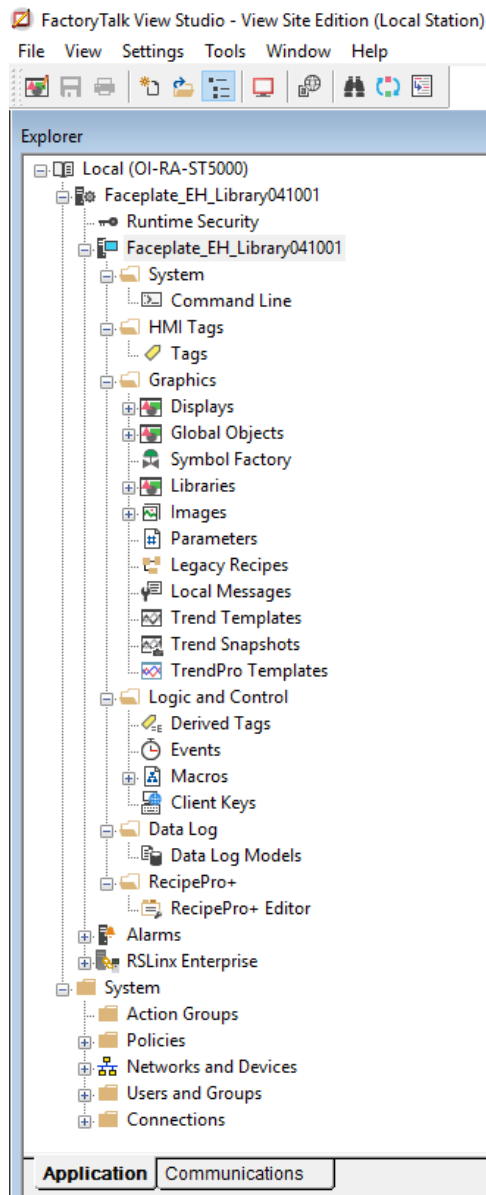 FactoryTalk View Studio - View Site Edition (Local Station)
File View Settings Tools Window Help
Explorer
Local (OI-RA-ST5000)
Faceplate_EH_Library041001
Runtime Security
Faceplate_EH_Library041001
System
Command Line
HMI Tags
Tags
Graphics
Displays
Global Objects
Symbol Factory
Libraries
Images
Parameters
Legacy Recipes
Local Messages
Trend Templates
Trend Snapshots
TrendPro Templates
Logic and Control
Derived Tags
Events
Macros
Client Keys
Data Log
Data Log Models
RecipePro+
RecipePro+ Editor
Alarms
RSLinx Enterprise
System
Action Groups
Policies
Networks and Devices
Users and Groups
Connections
Application Communications